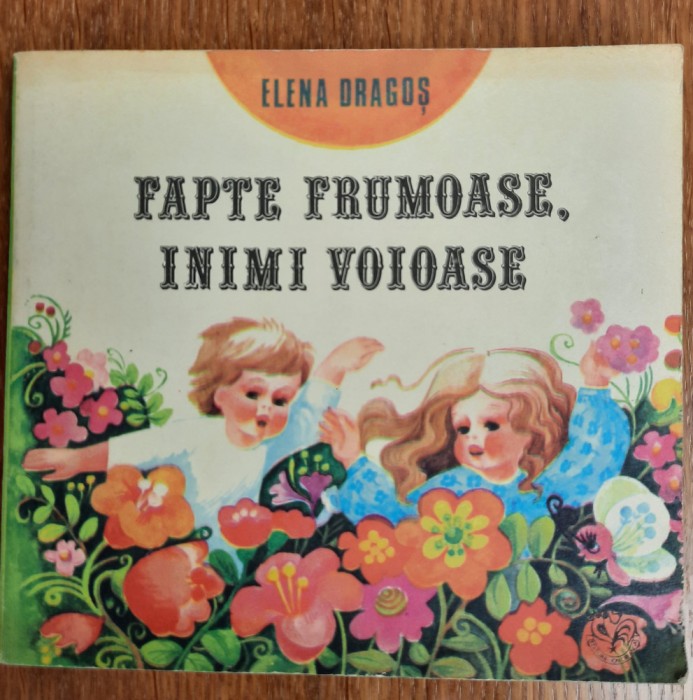 ELENA DRAGOȘ
FAPTE FRUMOASE,
INIMI VOIOASE